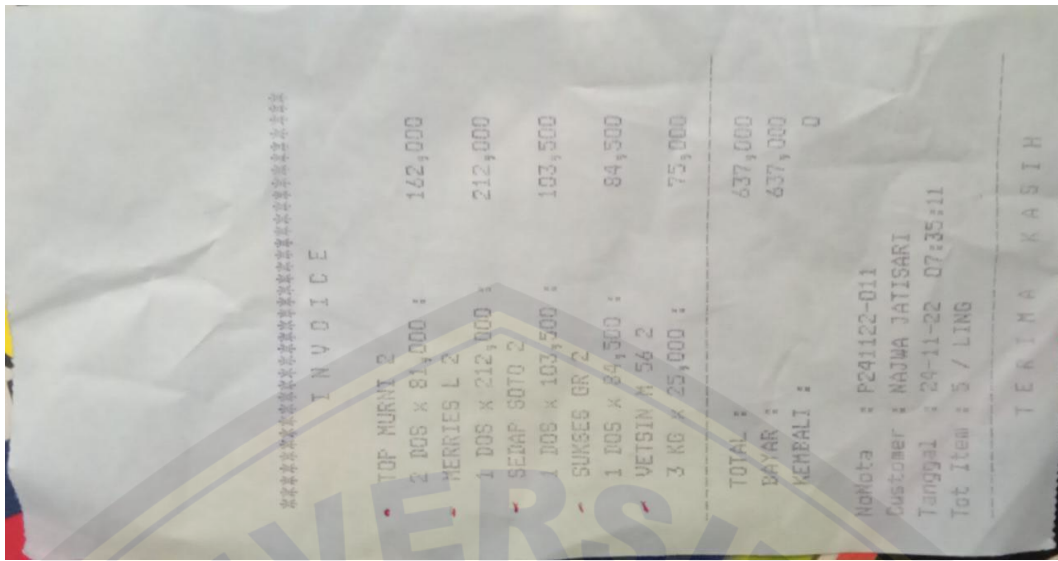 ****************************************
I N V O I C E
TOP MURNI 2
2 DOS x 81,000 : 162,000
MERRIES L 2
1 DOS x 212,000 : 212,000
SEDAP SOTO 2
1 DOS x 103,500 : 103,500
SUKSES GR 2
1 DOS x 84,500 : 84,500
VETSIN M 56 2
3 KG x 25,000 : 75,000
TOTAL : 637,000
BAYAR : 637,000
KEMBALI : 0
NoNota : P241122-011
Customer : NAJWA JATISARI
Tanggal : 24-11-22 07:35:11
Tot Item : 5 / LING
T E R I M A K A S I H
VERSI